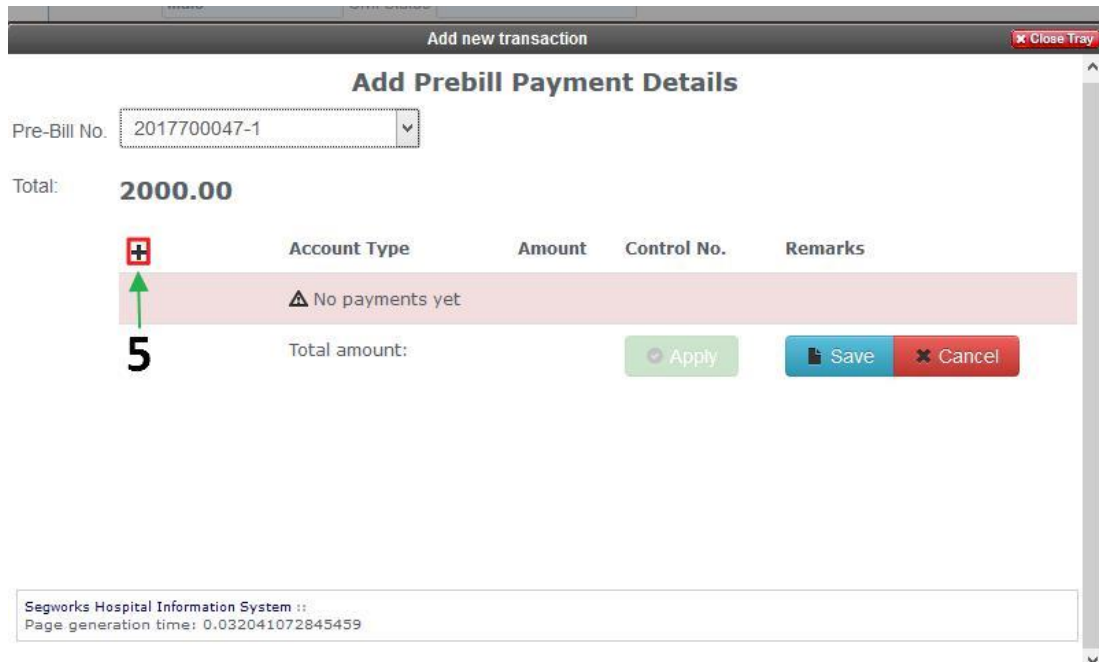 Add new transaction
Close Tray
Add Prebill Payment Details
Pre-Bill No. 2017700047-1
Total: 2000.00
Account Type Amount Control No. Remarks
No payments yet
5
Total amount: Apply Save Cancel
Segworks Hospital Information System ::
Page generation time: 0.032041072845459